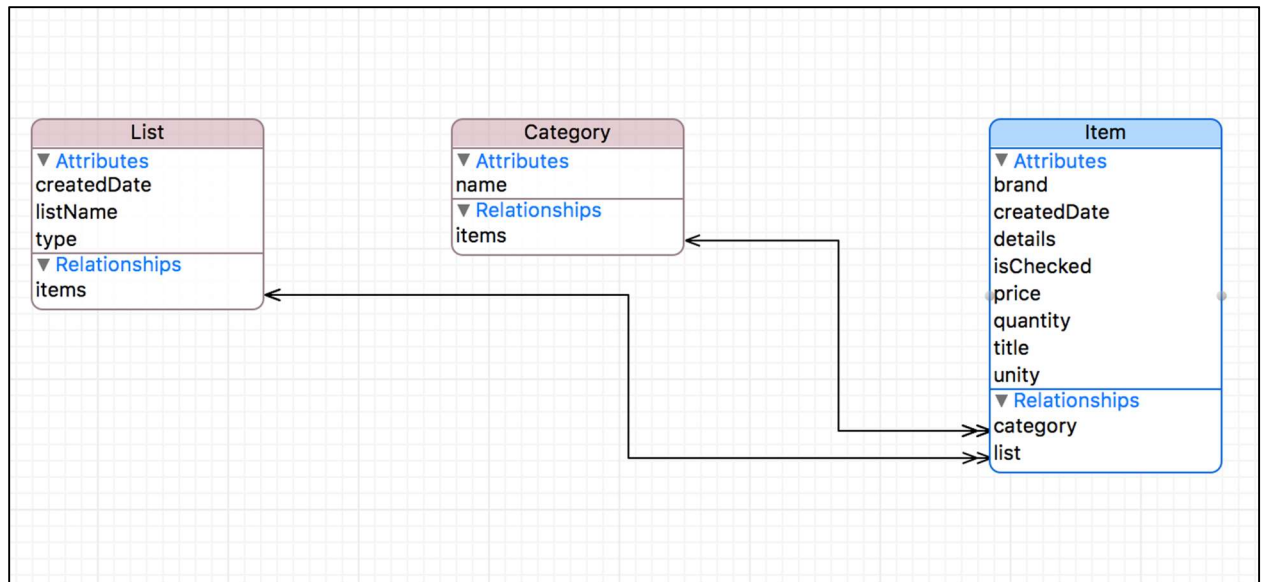 List
Attributes
createdDate
listName
type
Relationships
items
Category
Attributes
name
Relationships
items
Item
Attributes
brand
createdDate
details
isChecked
price
quantity
title
unity
Relationships
category
list